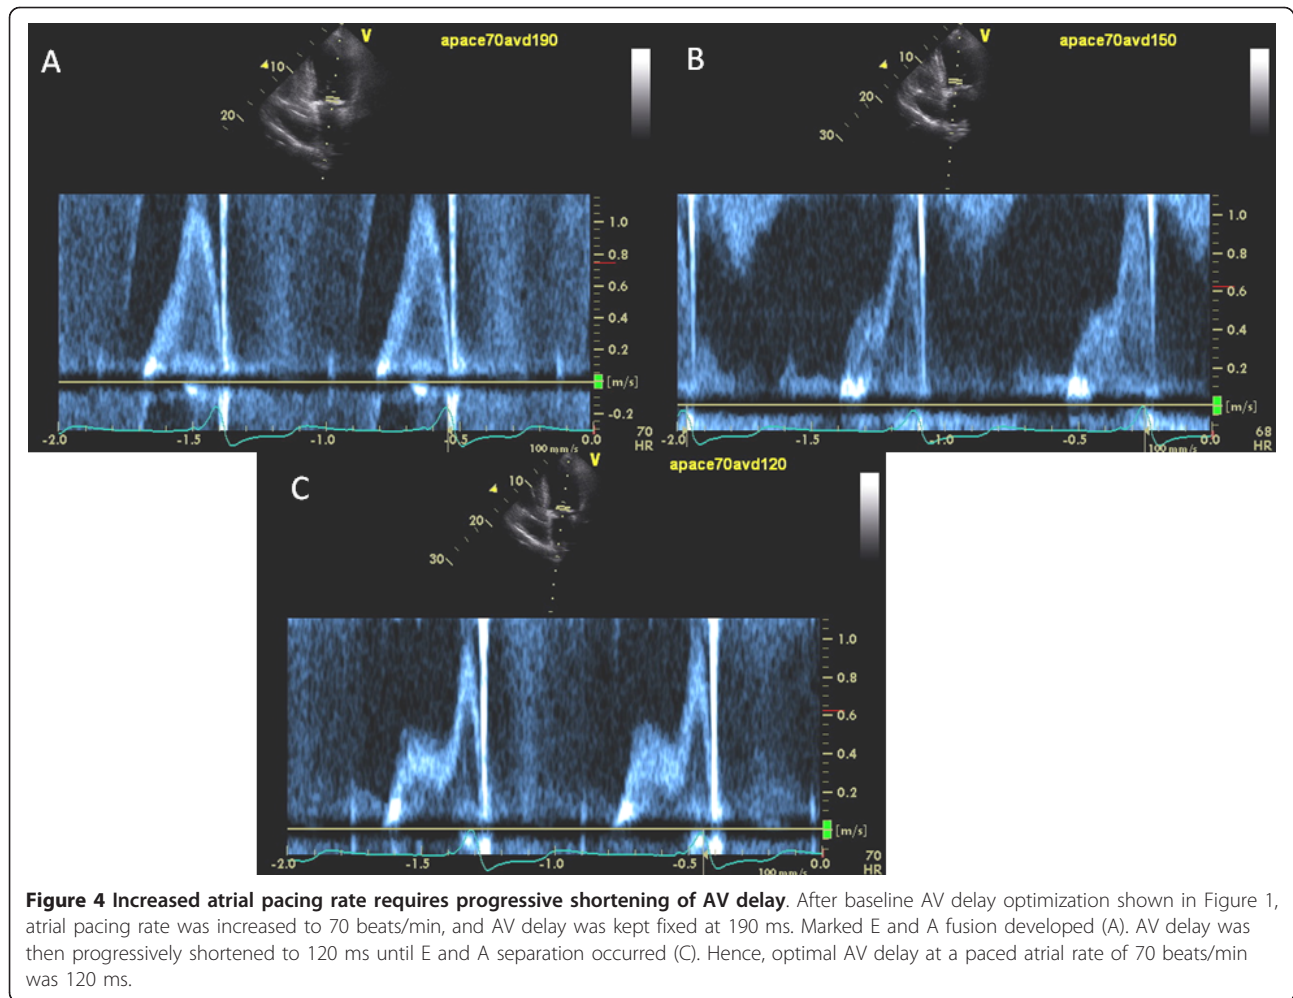 A
V
apace70avd190
10
20
1.0
0.8
0.6
0.4
0.2
[m/s]
-0.2
-2.0
-1.5
-1.0
-0.5
0.0
70
HR
100 mm/s
B
V
apace70avd150
10
20
30
1.0
0.8
0.6
0.4
0.2
[m/s]
-2.0
-1.5
-1.0
-0.5
0.0
68
HR
100 mm/s
C
V
apace70avd120
10
20
30
1.0
0.8
0.6
0.4
0.2
[m/s]
-2.0
-1.5
-1.0
-0.5
0.0
70
HR
100 mm/s
Figure 4 Increased atrial pacing rate requires progressive shortening of AV delay. After baseline AV delay optimization shown in Figure 1,
atrial pacing rate was increased to 70 beats/min, and AV delay was kept fixed at 190 ms. Marked E and A fusion developed (A). AV delay was
then progressively shortened to 120 ms until E and A separation occurred (C). Hence, optimal AV delay at a paced atrial rate of 70 beats/min
was 120 ms.